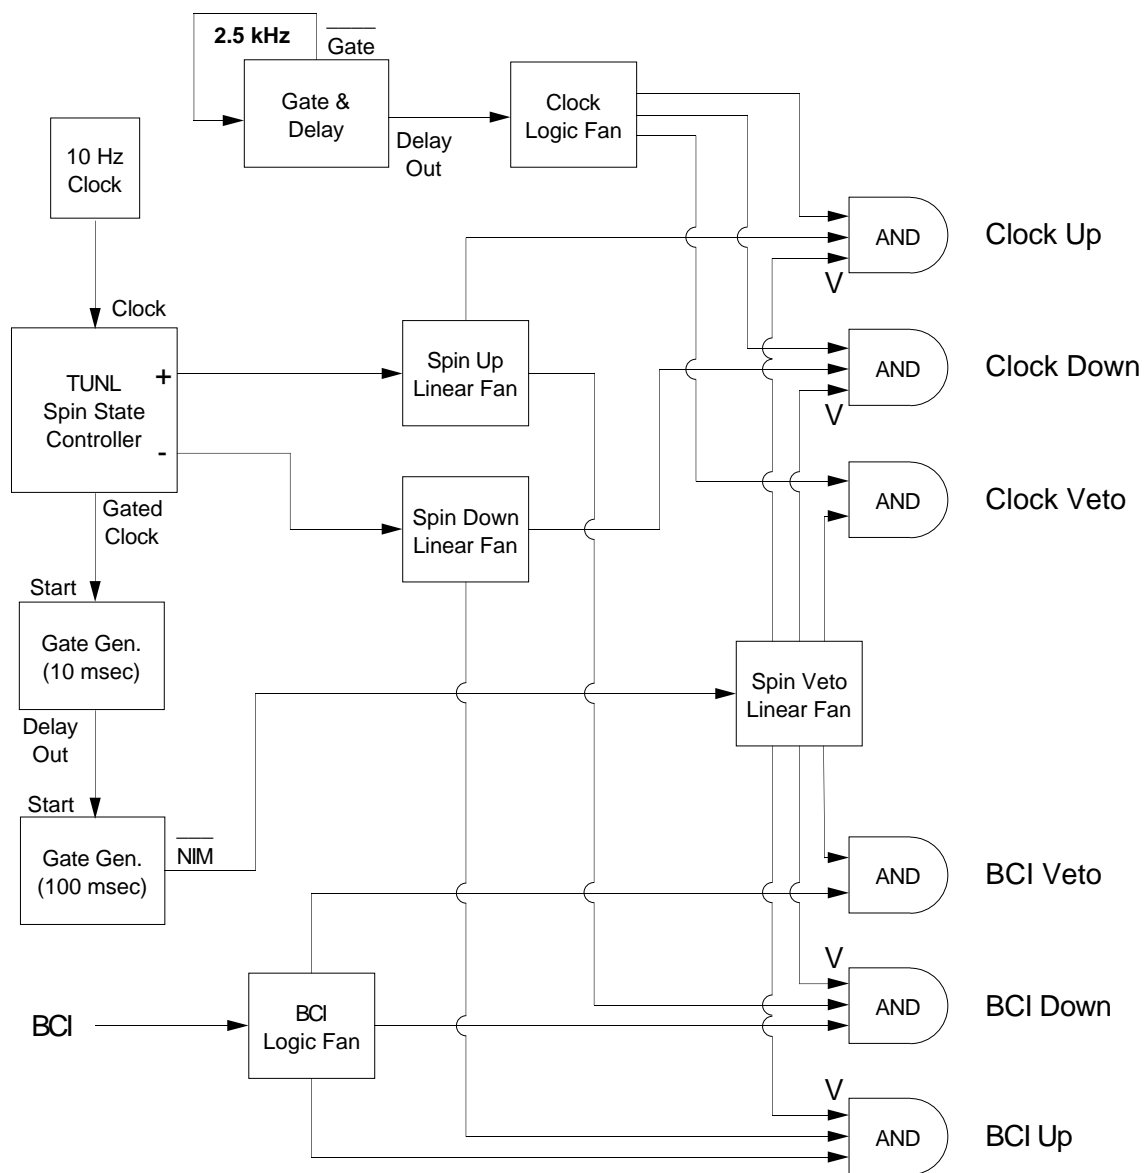 2.5 kHz
Gate
Gate &
Delay
Delay
Out
Clock
Logic Fan
10 Hz
Clock
AND
Clock Up
V
Clock
TUNL
Spin State
Controller
+
-
Spin Up
Linear Fan
AND
Clock Down
V
Gated
Clock
Spin Down
Linear Fan
AND
Clock Veto
Start
Gate Gen.
(10 msec)
Delay
Out
Spin Veto
Linear Fan
Start
Gate Gen.
(100 msec)
NIM
AND
BCI Veto
BCI
BCI
Logic Fan
V
AND
BCI Down
V
AND
BCI Up